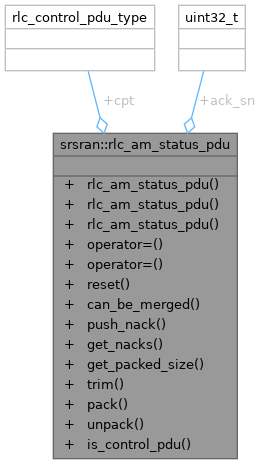 rlc_control_pdu_type
uint32_t
+cpt
+ack_sn
srsran::rlc_am_status_pdu
+ rlc_am_status_pdu()
+ rlc_am_status_pdu()
+ rlc_am_status_pdu()
+ operator=()
+ operator=()
+ reset()
+ can_be_merged()
+ push_nack()
+ get_nacks()
+ get_packed_size()
+ trim()
+ pack()
+ unpack()
+ is_control_pdu()